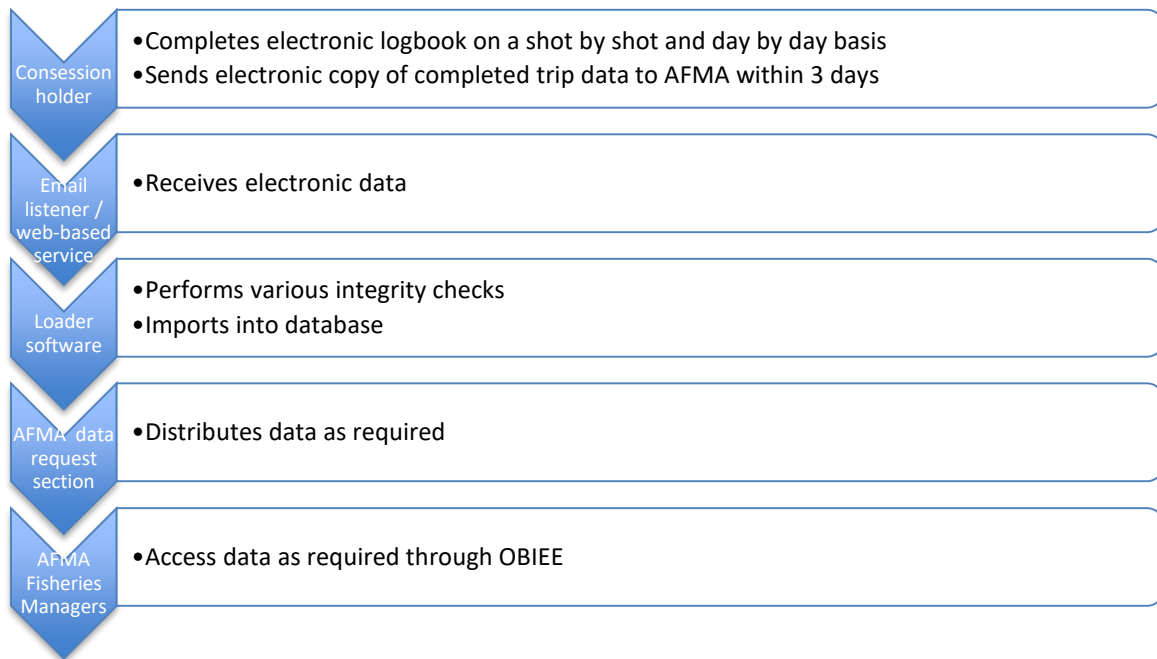 Consession
holder
•Completes electronic logbook on a shot by shot and day by day basis
•Sends electronic copy of completed trip data to AFMA within 3 days
Email
listener /
web-based
service
•Receives electronic data
Loader
software
•Performs various integrity checks
•Imports into database
AFMA data
request
section
•Distributes data as required
AFMA
Fisheries
Managers
•Access data as required through OBIEE